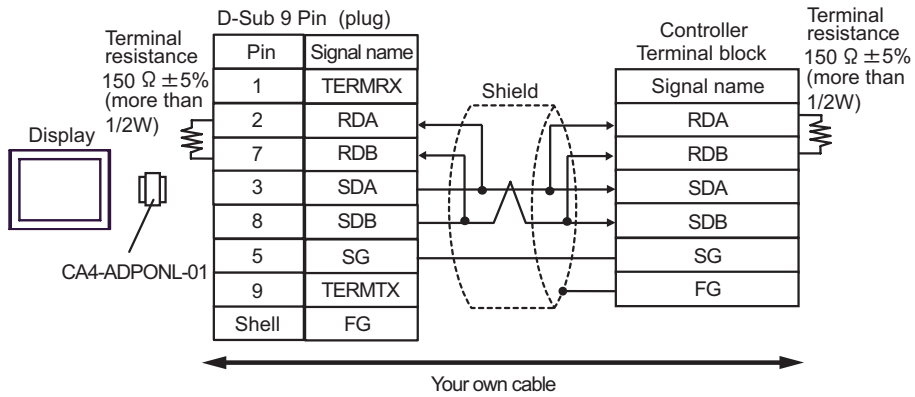 D-Sub 9 Pin (plug)
Terminal
resistance
150 Ω ±5%
(more than
1/2W)
Display
CA4-ADPONL-01
Pin Signal name
1 TERMRX
2 RDA
7 RDB
3 SDA
8 SDB
5 SG
9 TERMTX
Shell FG
Shield
Controller
Terminal block
Signal name
RDA
RDB
SDA
SDB
SG
FG
Terminal
resistance
150 Ω ±5%
(more than
1/2W)
Your own cable